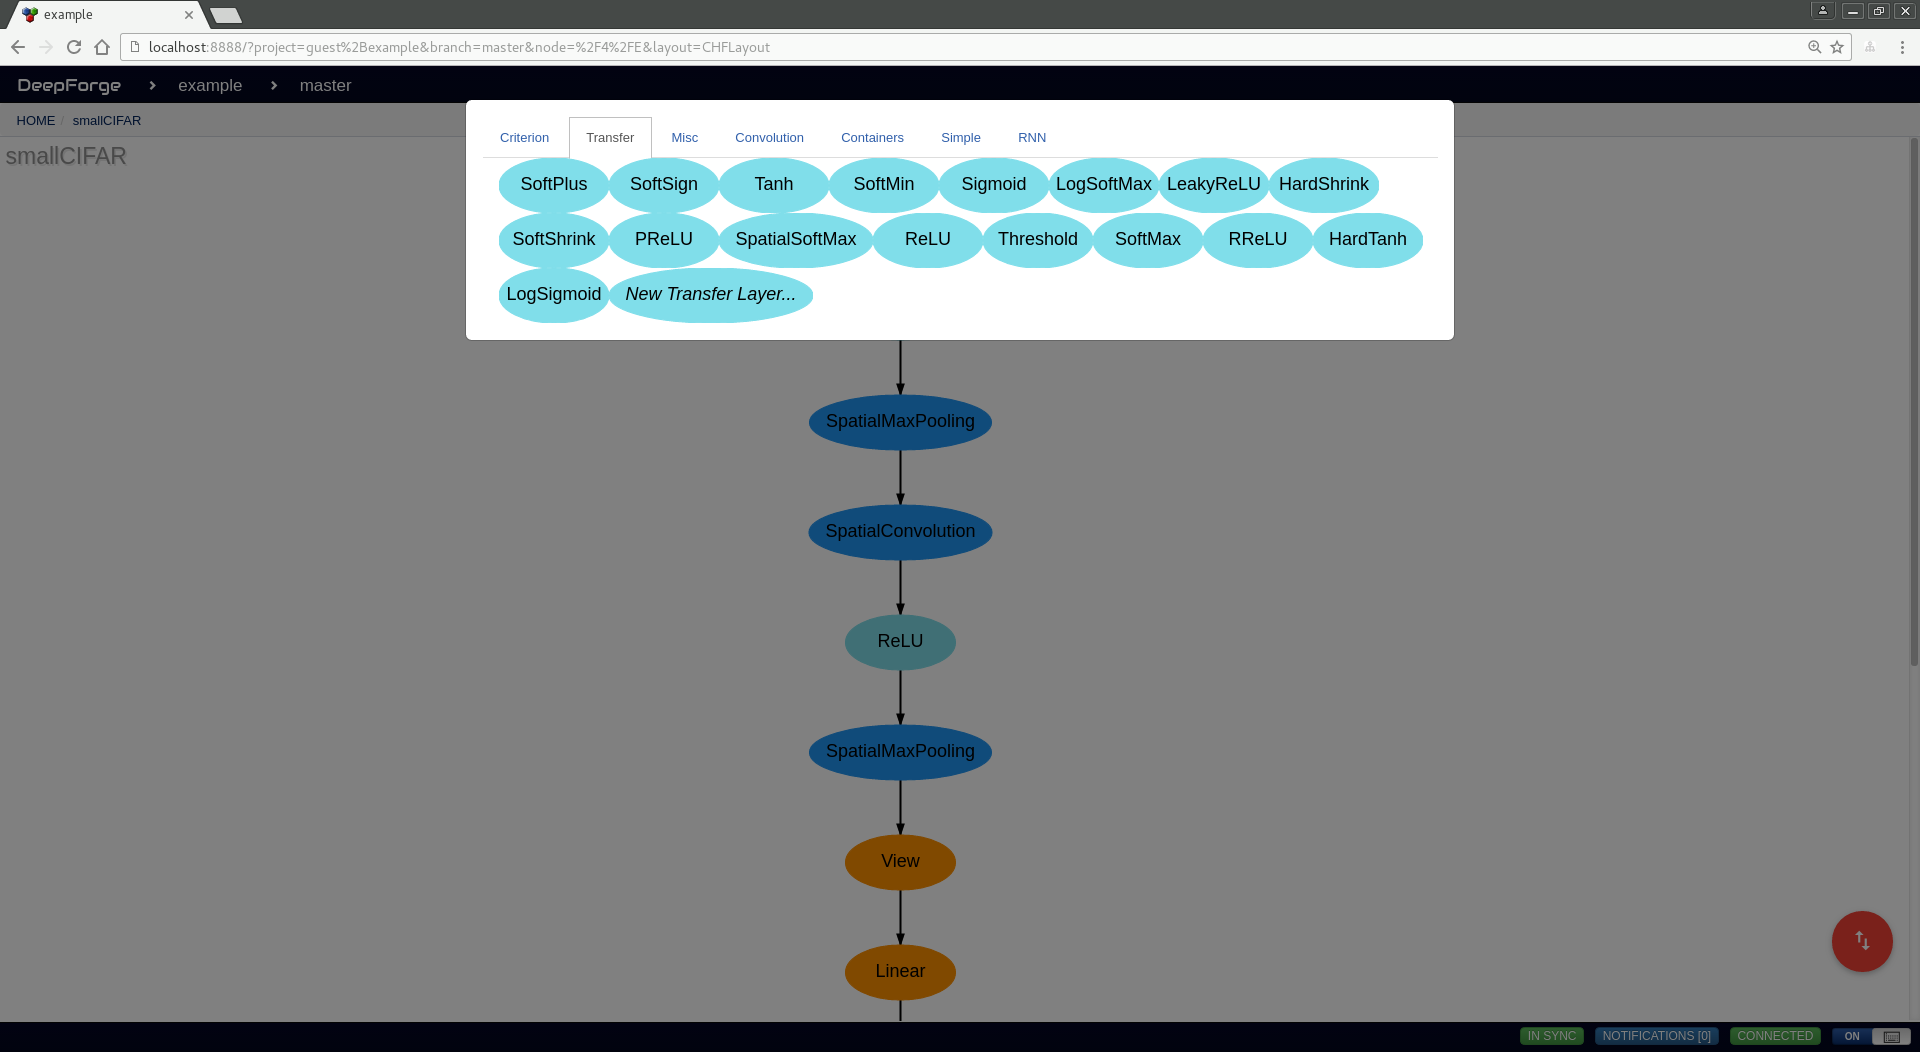 example
localhost:8888/?project=guest%2Bexample&branch=master&node=%2F4%2FE&layout=CHFLayout
DeepForge > example > master
HOME / smallCIFAR
smallCIFAR
Criterion Transfer Misc Convolution Containers Simple RNN
SoftPlus SoftSign Tanh SoftMin Sigmoid LogSoftMax LeakyReLU HardShrink
SoftShrink PReLU SpatialSoftMax ReLU Threshold SoftMax RReLU HardTanh
LogSigmoid New Transfer Layer...
SpatialMaxPooling
SpatialConvolution
ReLU
SpatialMaxPooling
View
Linear
IN SYNC NOTIFICATIONS [0] CONNECTED ON